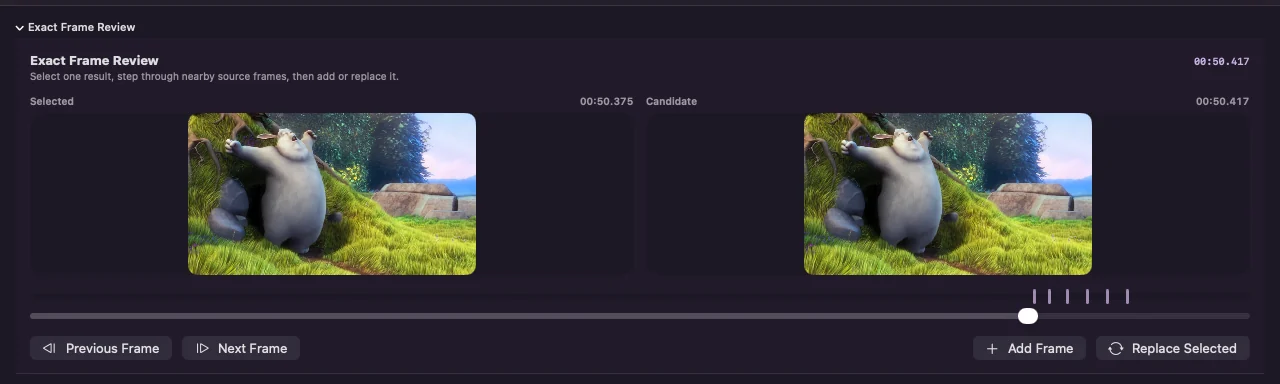 Exact Frame Review
Exact Frame Review
00:50.417
Select one result, step through nearby source frames, then add or replace it.
Selected
00:50.375
Candidate
00:50.417
Previous Frame
Next Frame
Add Frame
Replace Selected